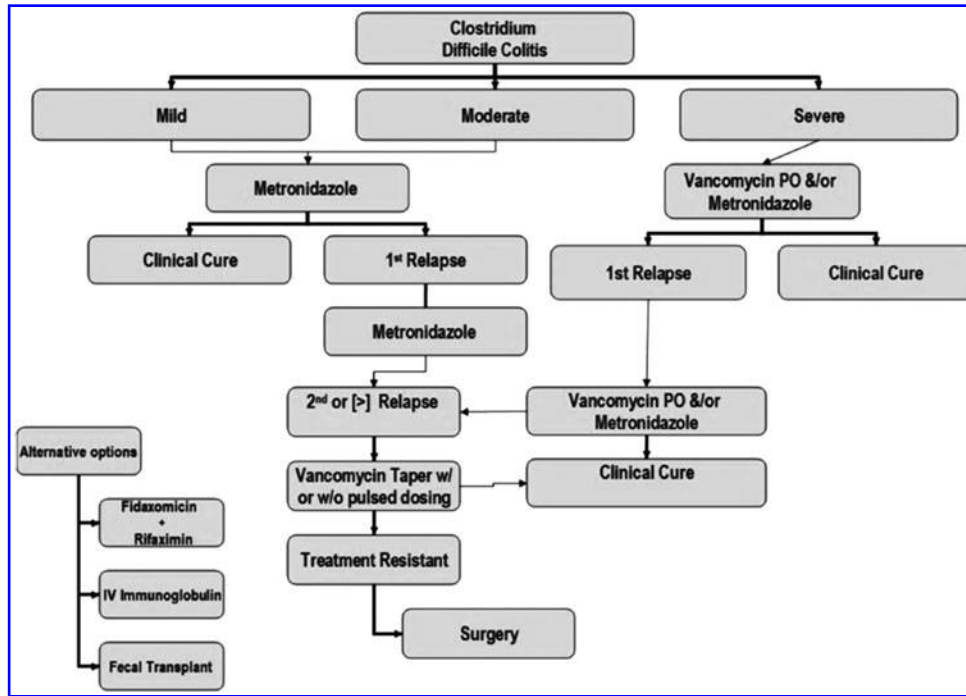 Clostridium
Difficile Colitis
Mild
Moderate
Severe
Metronidazole
Vancomycin PO &/or
Metronidazole
Clinical Cure
1st Relapse
1st Relapse
Clinical Cure
Metronidazole
2nd or [>] Relapse
Vancomycin PO &/or
Metronidazole
Alternative options
Vancomycin Taper w/
or w/o pulsed dosing
Clinical Cure
Fidaxomicin
+
Rifaximin
Treatment Resistant
IV Immunoglobulin
Surgery
Fecal Transplant